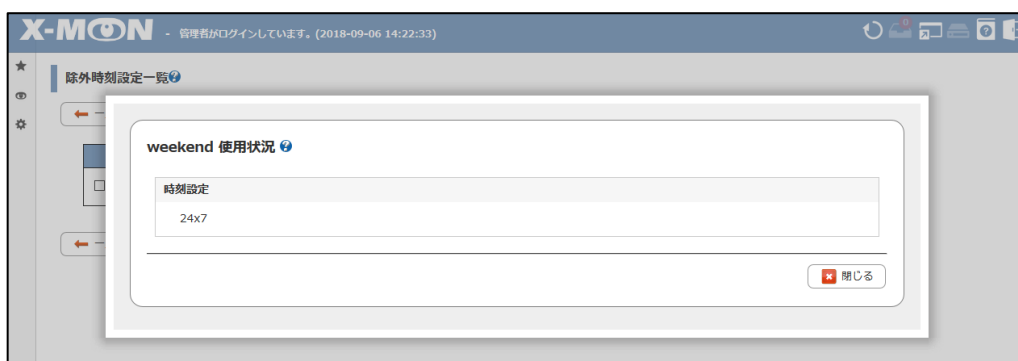 X-MON - 管理者がログインしています。(2018-09-06 14:22:33)
0
除外時刻設定一覧
weekend 使用状況
時刻設定
24x7
閉じる